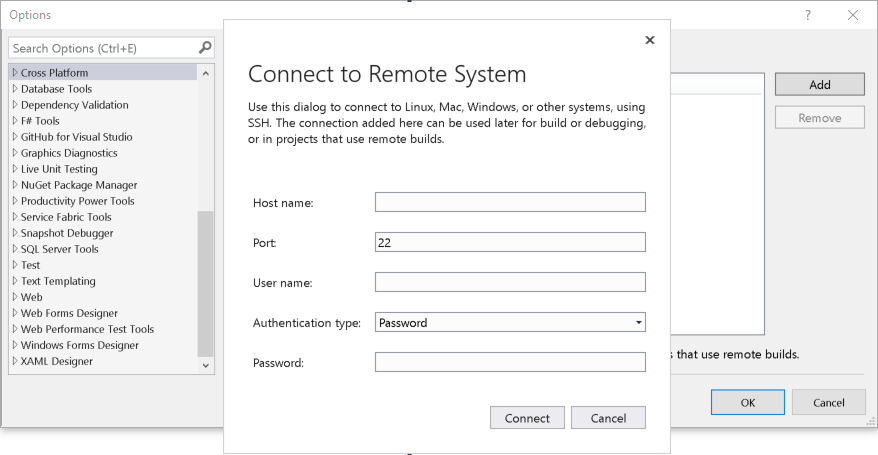 Options
?
Search Options (Ctrl+E)
Cross Platform
Database Tools
Dependency Validation
F# Tools
GitHub for Visual Studio
Graphics Diagnostics
Live Unit Testing
NuGet Package Manager
Productivity Power Tools
Service Fabric Tools
Snapshot Debugger
SQL Server Tools
Test
Text Templating
Web
Web Forms Designer
Web Performance Test Tools
Windows Forms Designer
XAML Designer
Connect to Remote System
Use this dialog to connect to Linux, Mac, Windows, or other systems, using
SSH. The connection added here can be used later for build or debugging,
or in projects that use remote builds.
Host name:
Port: 22
User name:
Authentication type: Password
Password:
Connect Cancel
Add
Remove
that use remote builds.
OK Cancel